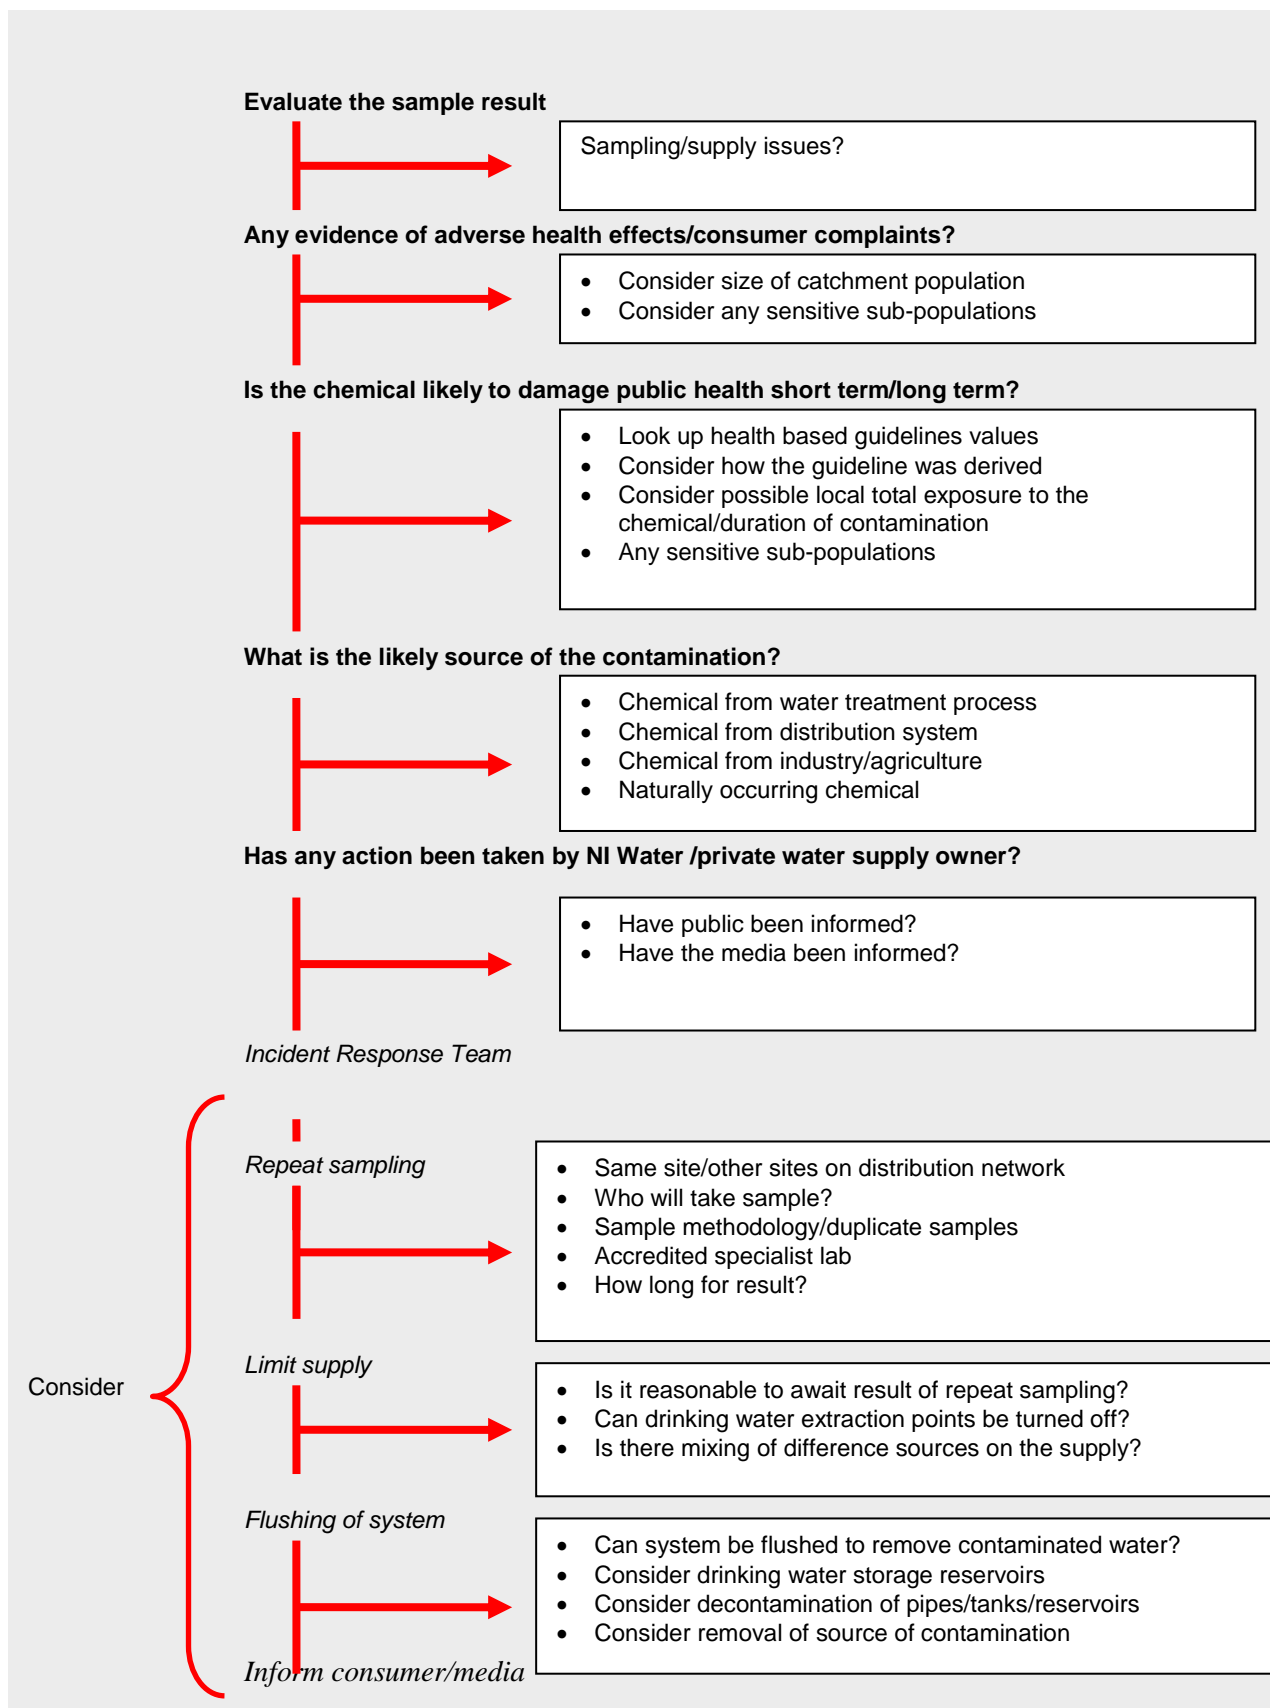 Evaluate the sample result
Sampling/supply issues?
Any evidence of adverse health effects/consumer complaints?
• Consider size of catchment population
• Consider any sensitive sub-populations
Is the chemical likely to damage public health short term/long term?
• Look up health based guidelines values
• Consider how the guideline was derived
• Consider possible local total exposure to the
chemical/duration of contamination
• Any sensitive sub-populations
What is the likely source of the contamination?
• Chemical from water treatment process
• Chemical from distribution system
• Chemical from industry/agriculture
• Naturally occurring chemical
Has any action been taken by NI Water /private water supply owner?
• Have public been informed?
• Have the media been informed?
Incident Response Team
Consider
Repeat sampling
• Same site/other sites on distribution network
• Who will take sample?
• Sample methodology/duplicate samples
• Accredited specialist lab
• How long for result?
Limit supply
• Is it reasonable to await result of repeat sampling?
• Can drinking water extraction points be turned off?
• Is there mixing of difference sources on the supply?
Flushing of system
• Can system be flushed to remove contaminated water?
• Consider drinking water storage reservoirs
• Consider decontamination of pipes/tanks/reservoirs
• Consider removal of source of contamination
Inform consumer/media